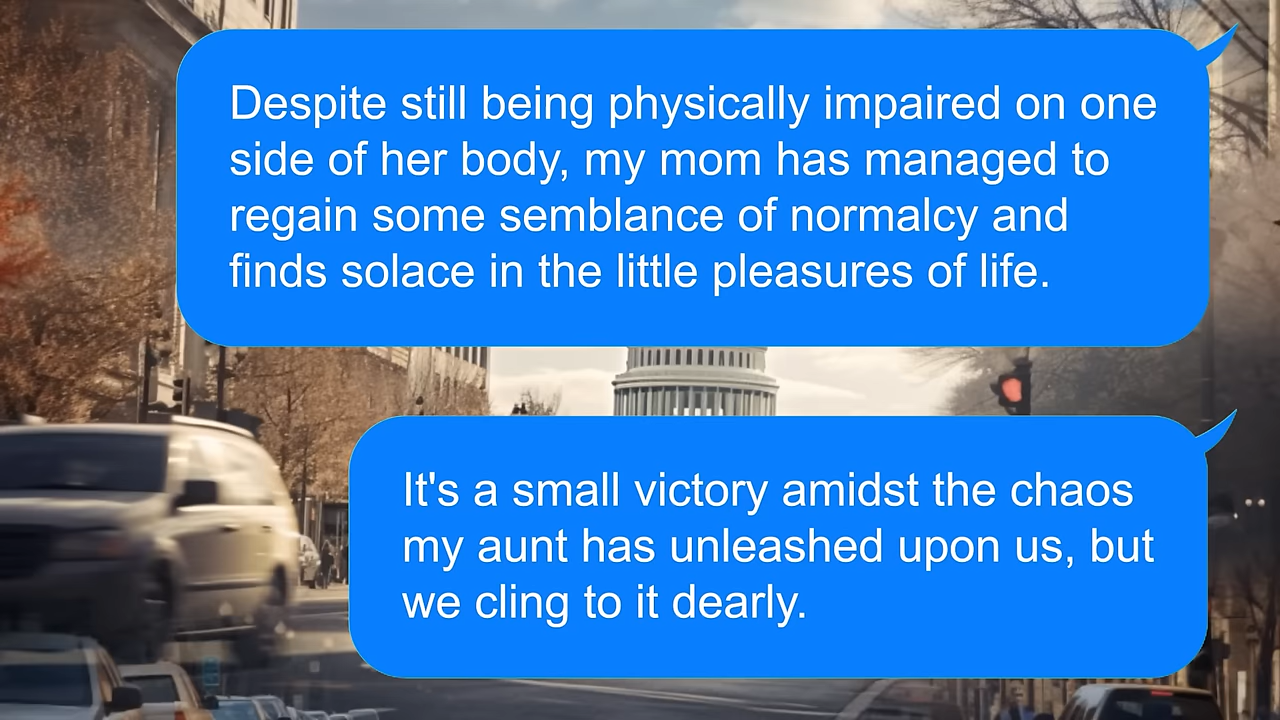 Despite still being physically impaired on one
side of her body, my mom has managed to
regain some semblance of normalcy and
finds solace in the little pleasures of life.
It's a small victory amidst the chaos
my aunt has unleashed upon us, but
we cling to it dearly.